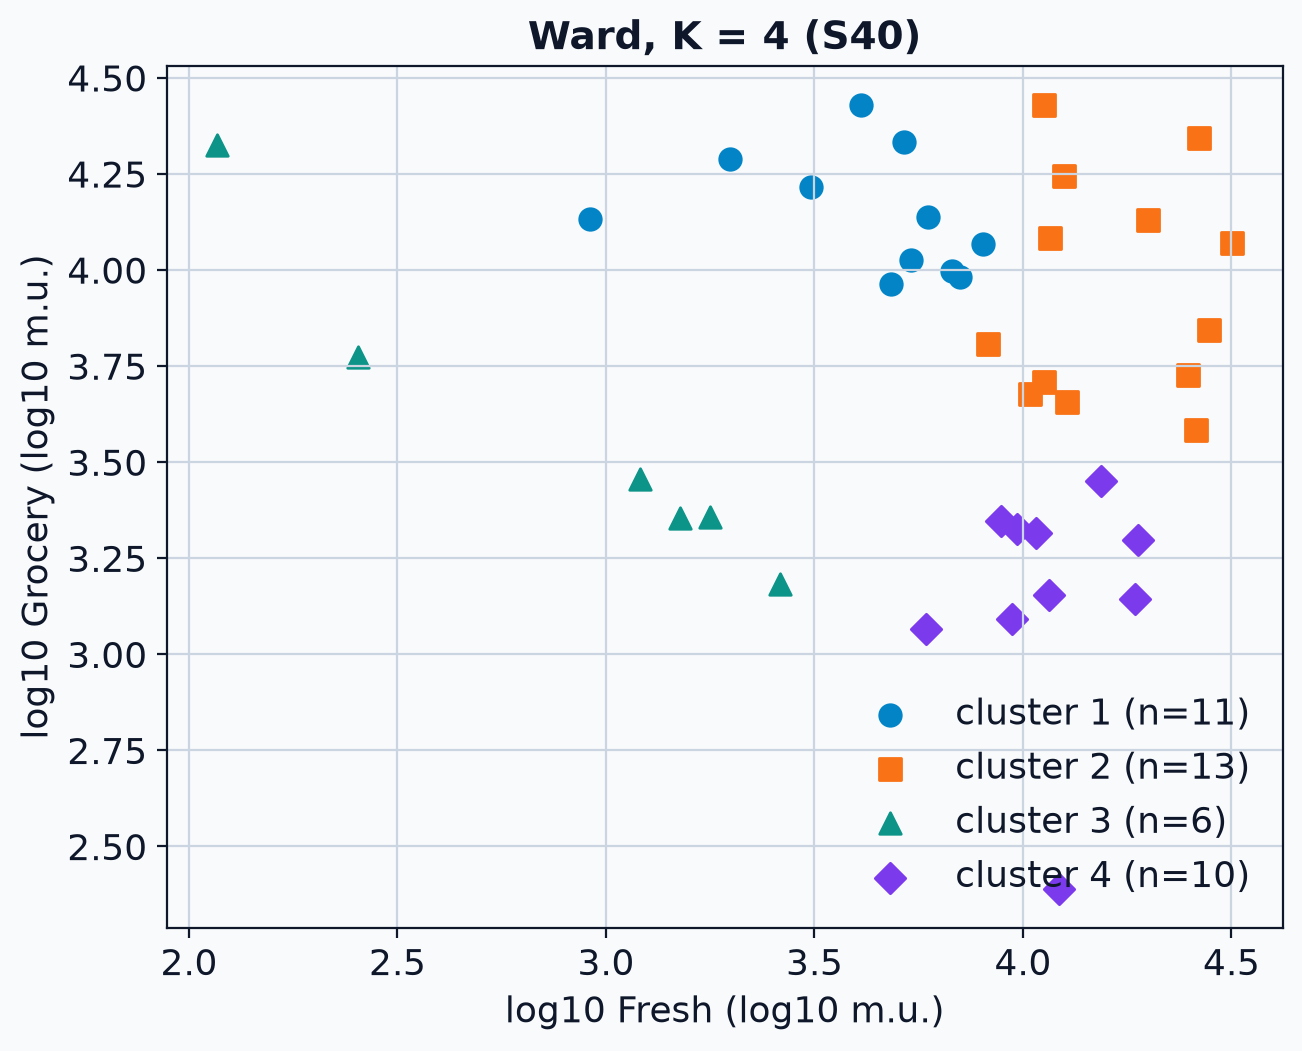 Ward, K = 4 (S40)
log10 Grocery (log10 m.u.)
4.50
4.25
4.00
3.75
3.50
3.25
3.00
2.75
2.50
cluster 1 (n=11)
cluster 2 (n=13)
cluster 3 (n=6)
cluster 4 (n=10)
2.0 2.5 3.0 3.5 4.0 4.5
log10 Fresh (log10 m.u.)